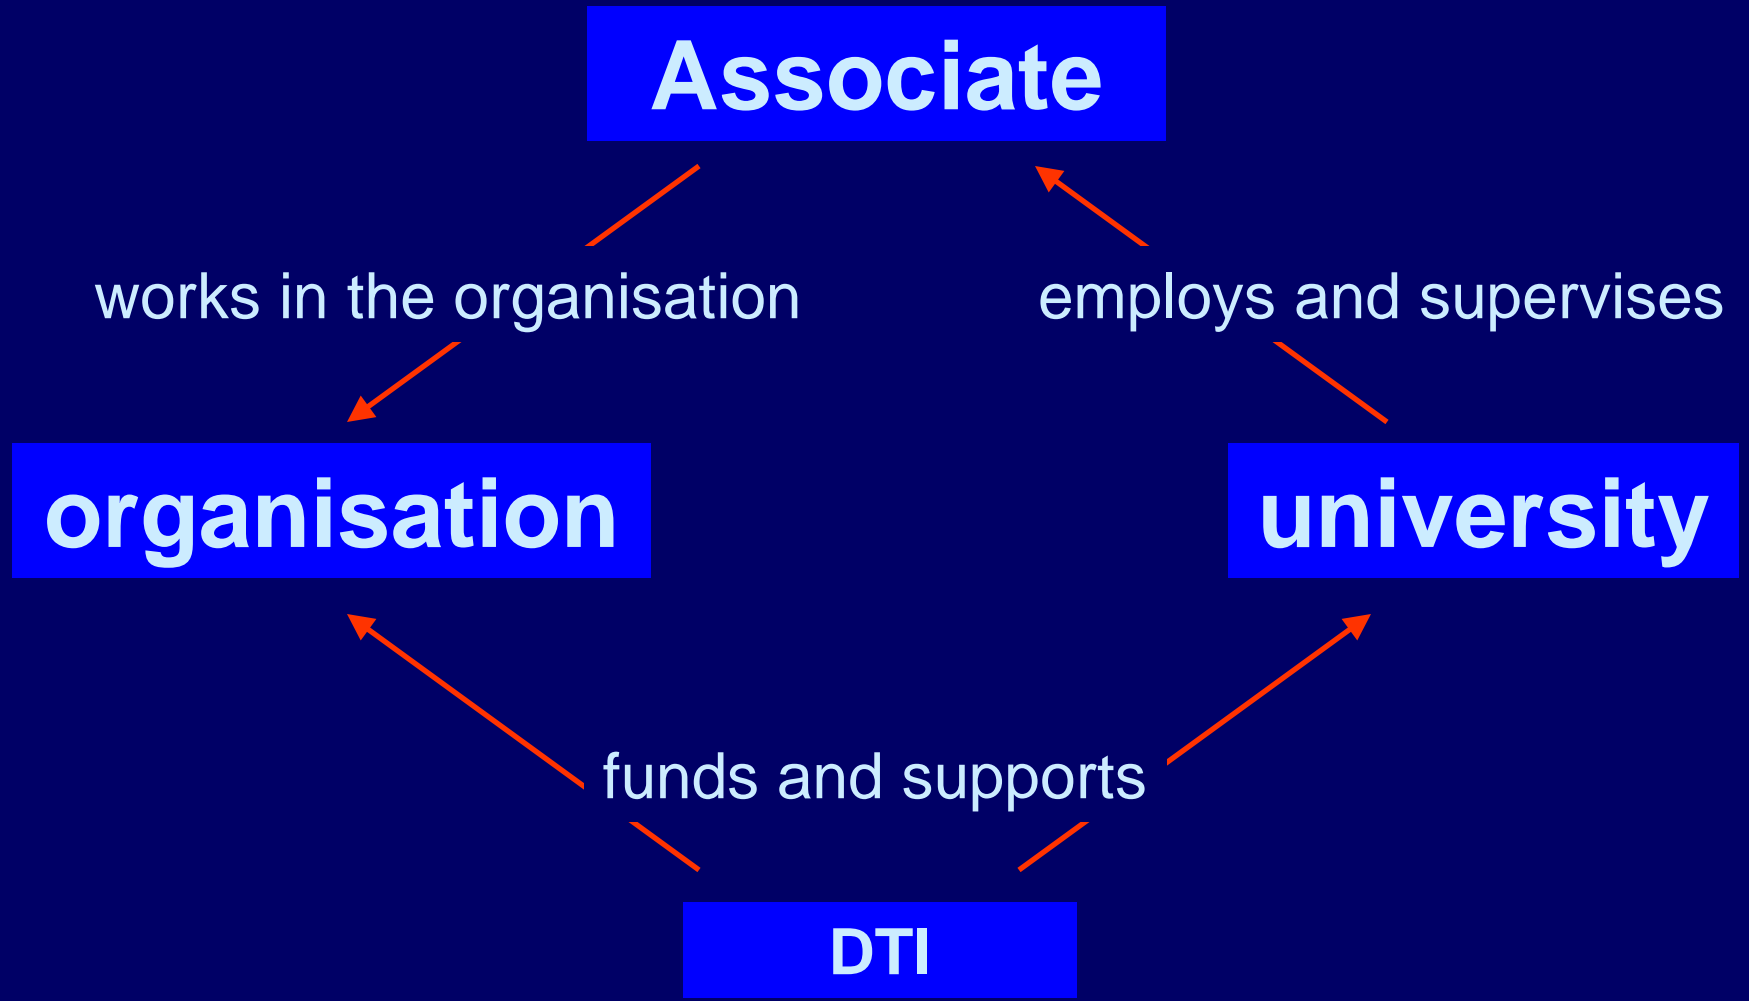 Associate
works in the organisation
employs and supervises
organisation
university
funds and supports
DTI